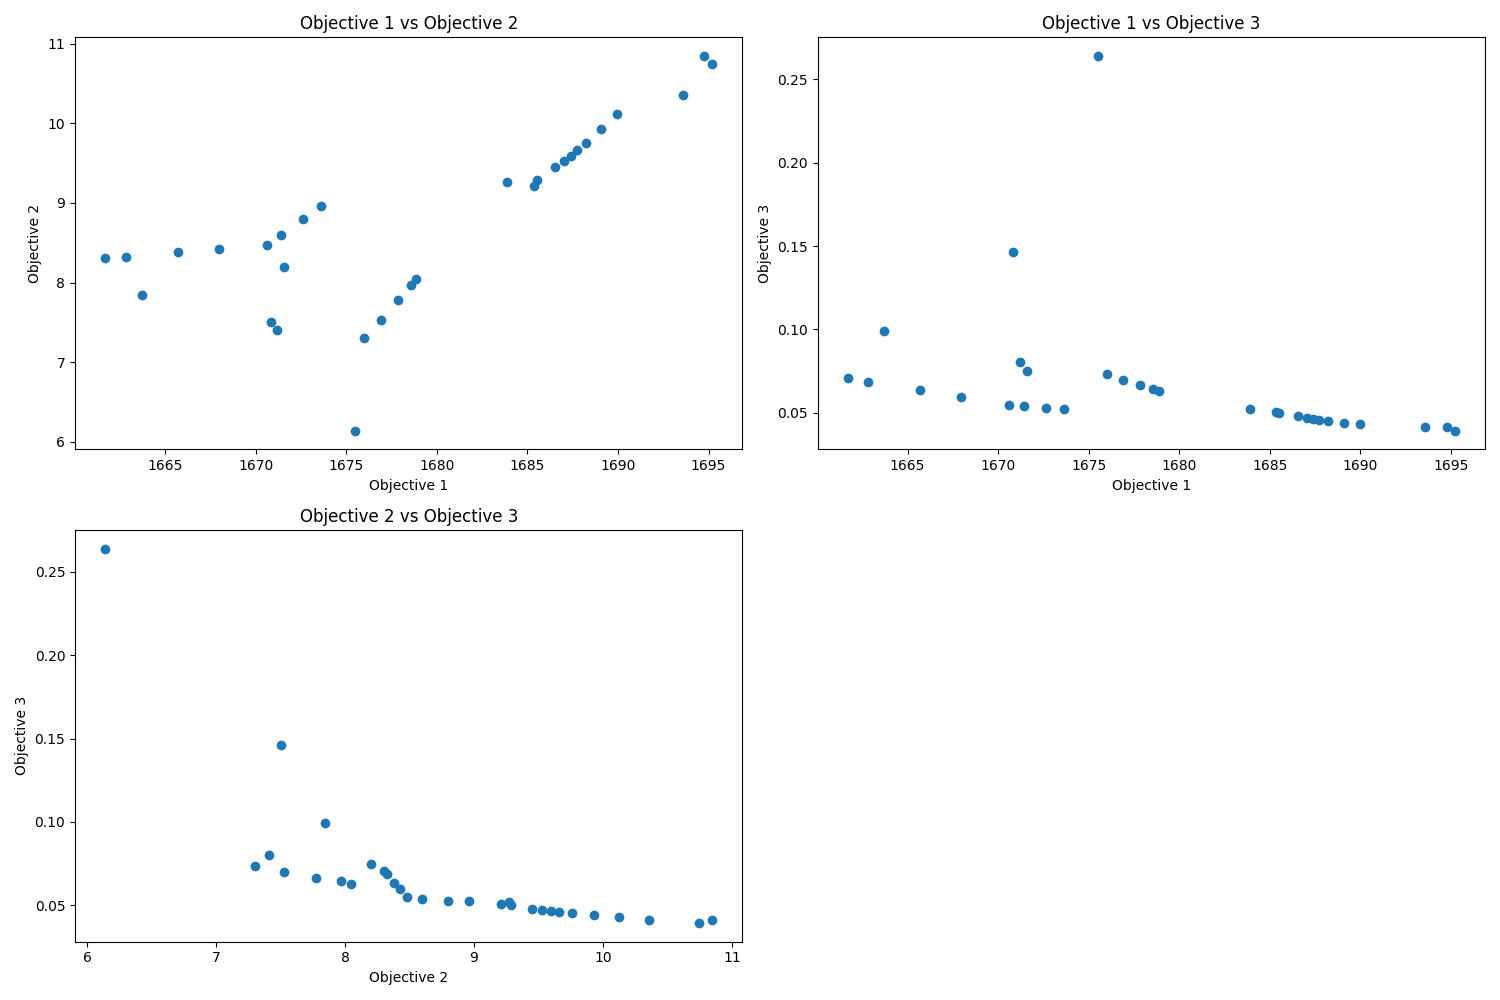 Objective 1 vs Objective 2
11
10
9
8
7
6
Objective 2
1665 1670 1675 1680 1685 1690 1695
Objective 1
Objective 1 vs Objective 3
0.25
0.20
0.15
0.10
0.05
Objective 3
1665 1670 1675 1680 1685 1690 1695
Objective 1
Objective 2 vs Objective 3
0.25
0.20
0.15
0.10
0.05
Objective 3
6 7 8 9 10 11
Objective 2